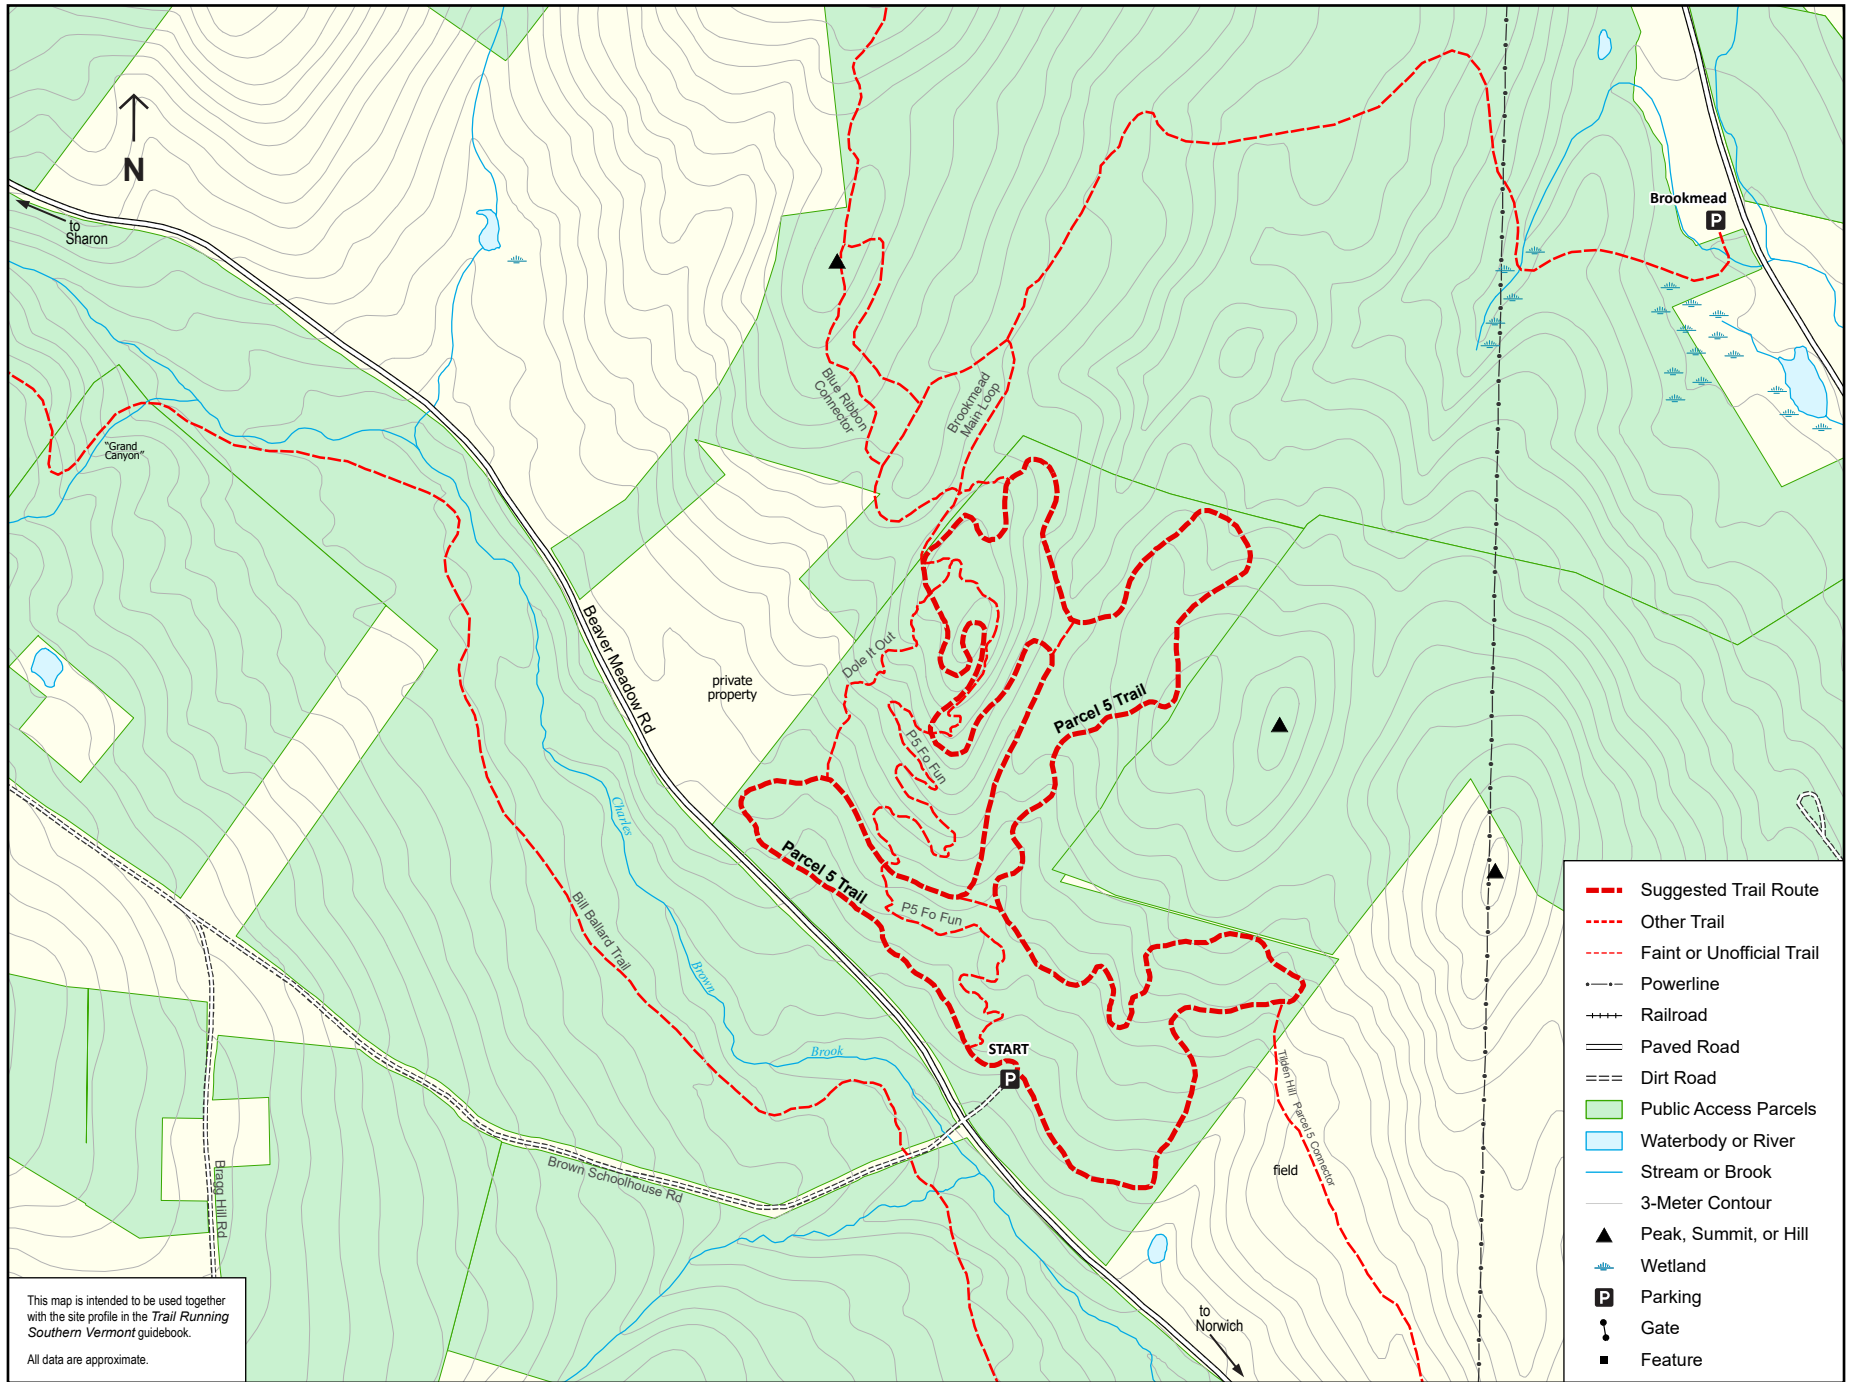 N
to
Sharon
"Grand
Canyon"
Brookmead
P
Blue Ribbon
Connector
Brookmead
Main Loop
Beaver Meadow Rd
private
property
Dole It Out
P5 Fo Fun
Parcel 5 Trail
Parcel 5 Trail
P5 Fo Fun
Charles
Brown
Brook
Bill Ballard Trail
START
P
Tilden Hill
Parcel 5 Connector
field
Brown Schoolhouse Rd
Bragg Hill Rd
to
Norwich
Suggested Trail Route
Other Trail
Faint or Unofficial Trail
Powerline
Railroad
Paved Road
Dirt Road
Public Access Parcels
Waterbody or River
Stream or Brook
3-Meter Contour
Peak, Summit, or Hill
Wetland
P Parking
Gate
Feature
This map is intended to be used together
with the site profile in the Trail Running
Southern Vermont guidebook.
All data are approximate.